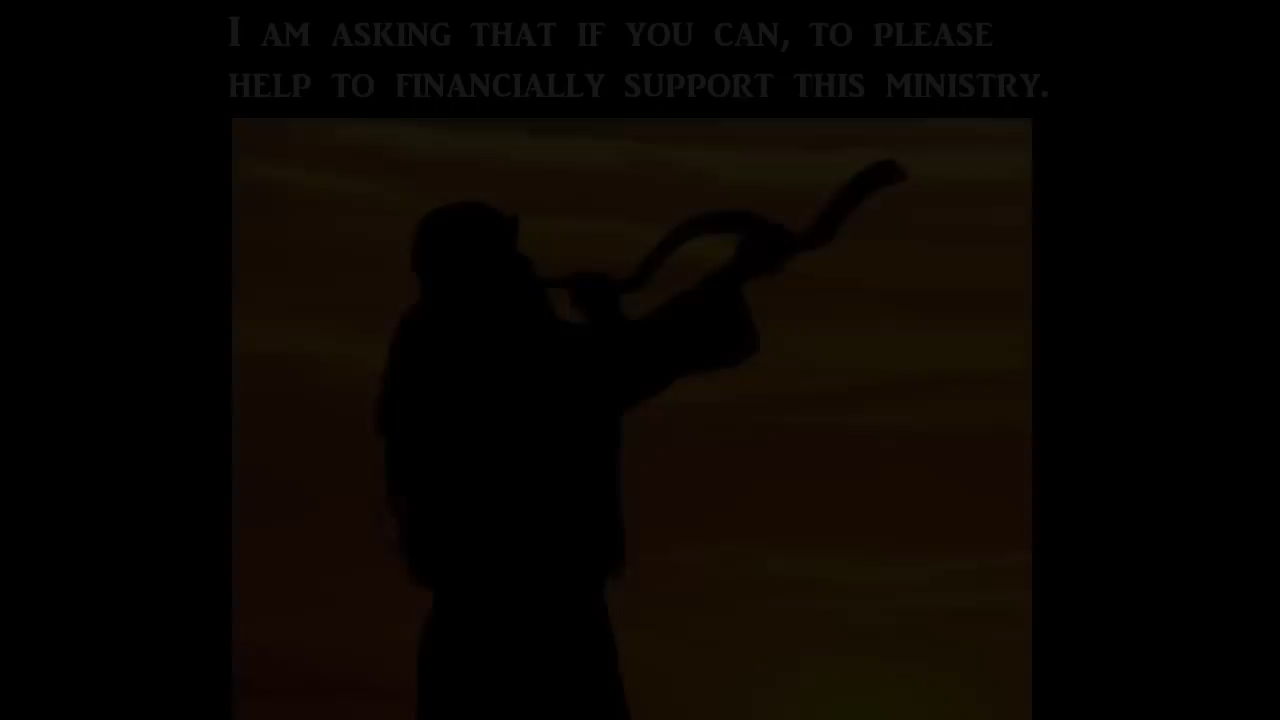 I am asking that if you can, to please
help to financially support this ministry.